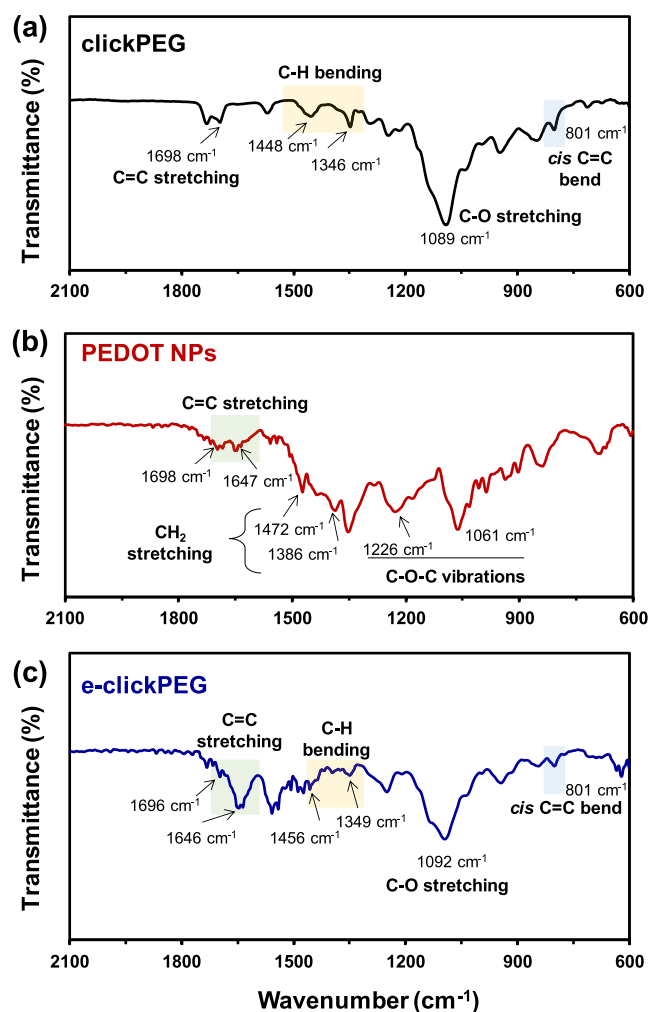 (a)
clickPEG
Transmittance (%)
C-H bending
1698 cm⁻¹
C=C stretching
1448 cm⁻¹
1346 cm⁻¹
801 cm⁻¹
cis C=C
bend
C-O stretching
1089 cm⁻¹
2100 1800 1500 1200 900 600
(b)
PEDOT NPs
Transmittance (%)
C=C stretching
1698 cm⁻¹
1647 cm⁻¹
CH₂
stretching
1472 cm⁻¹
1386 cm⁻¹
1226 cm⁻¹
1061 cm⁻¹
C-O-C vibrations
2100 1800 1500 1200 900 600
(c)
e-clickPEG
Transmittance (%)
C=C
stretching
C-H
bending
1696 cm⁻¹
1646 cm⁻¹
1456 cm⁻¹
1349 cm⁻¹
801 cm⁻¹
cis C=C bend
1092 cm⁻¹
C-O stretching
2100 1800 1500 1200 900 600
Wavenumber (cm⁻¹)